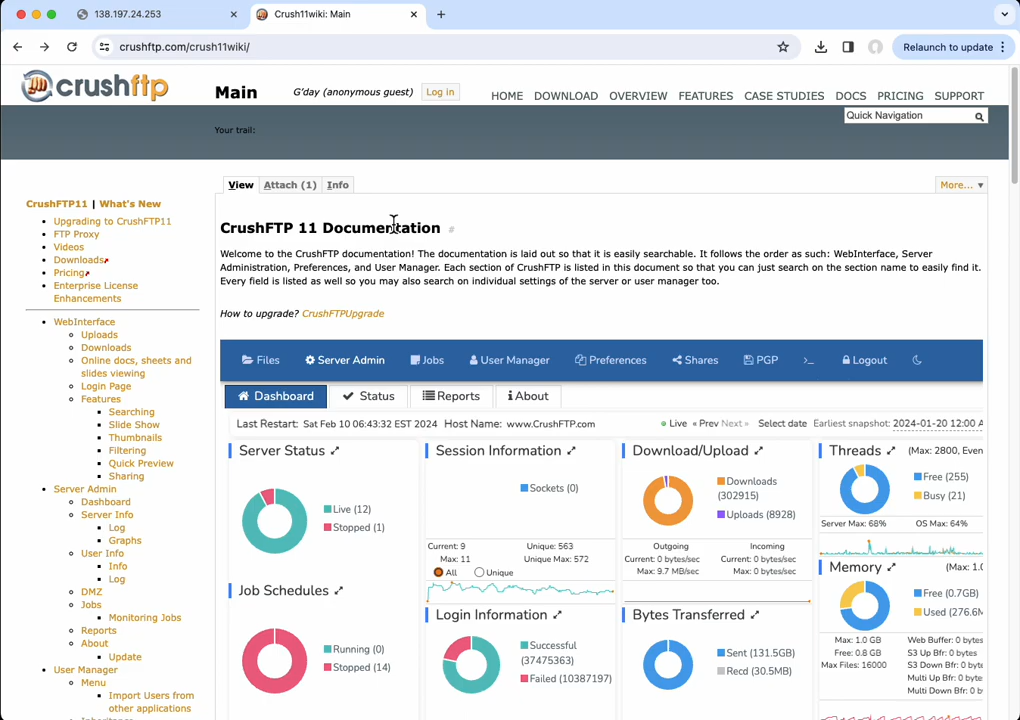 138.197.24.253
Crush11wiki: Main
crushftp.com/crush11wiki/
Relaunch to update
crushftp
Main
G'day (anonymous guest)
Log in
HOME DOWNLOAD OVERVIEW FEATURES CASE STUDIES DOCS PRICING SUPPORT
Quick Navigation
Your trail:
View Attach (1) Info
More...
CrushFTP11 | What's New
Upgrading to CrushFTP11
FTP Proxy
Videos
Downloads
Pricing
Enterprise License
Enhancements
WebInterface
Uploads
Downloads
Online docs, sheets and
slides viewing
Login Page
Features
Searching
Slide Show
Thumbnails
Filtering
Quick Preview
Sharing
Server Admin
Dashboard
Server Info
Log
Graphs
User Info
Info
Log
DMZ
Jobs
Monitoring Jobs
Reports
About
Update
User Manager
Menu
Import Users from
other applications
CrushFTP 11 Documentation #
Welcome to the CrushFTP documentation! The documentation is laid out so that it is easily searchable. It follows the order as such: WebInterface, Server
Administration, Preferences, and User Manager. Each section of CrushFTP is listed in this document so that you can just search on the section name to easily find it.
Every field is listed as well so you may also search on individual settings of the server or user manager too.
How to upgrade? CrushFTPUpgrade
Files Server Admin Jobs User Manager Preferences Shares PGP >_ Logout
Dashboard Status Reports About
Last Restart: Sat Feb 10 06:43:32 EST 2024 Host Name: www.CrushFTP.com Live « Prev Next » Select date Earliest snapshot: 2024-01-20 12:00 A
Server Status
Live (12)
Stopped (1)
Session Information
Sockets (0)
Current: 9 Unique: 563
Max: 11 Unique Max: 572
All Unique
Download/Upload
Downloads
(302915)
Uploads (8928)
Outgoing Incoming
Current: 0 bytes/sec Current: 0 bytes/sec
Max: 9.7 MB/sec Max: 0 bytes/sec
Threads (Max: 2800, Even
Free (255)
Busy (21)
Server Max: 68% OS Max: 64%
Job Schedules
Running (0)
Stopped (14)
Login Information
Successful
(37475363)
Failed (10387197)
Bytes Transferred
Sent (131.5GB)
Recd (30.5MB)
Memory (Max: 1.0
Free (0.7GB)
Used (276.6M
Max: 1.0 GB Web Buffer: 0 bytes
Free: 0.8 GB S3 Up Bfr: 0 bytes
Max Files: 16000 S3 Down Bfr: 0 bytes
Multi Up Bfr: 0 bytes
Multi Down Bfr: 0 b